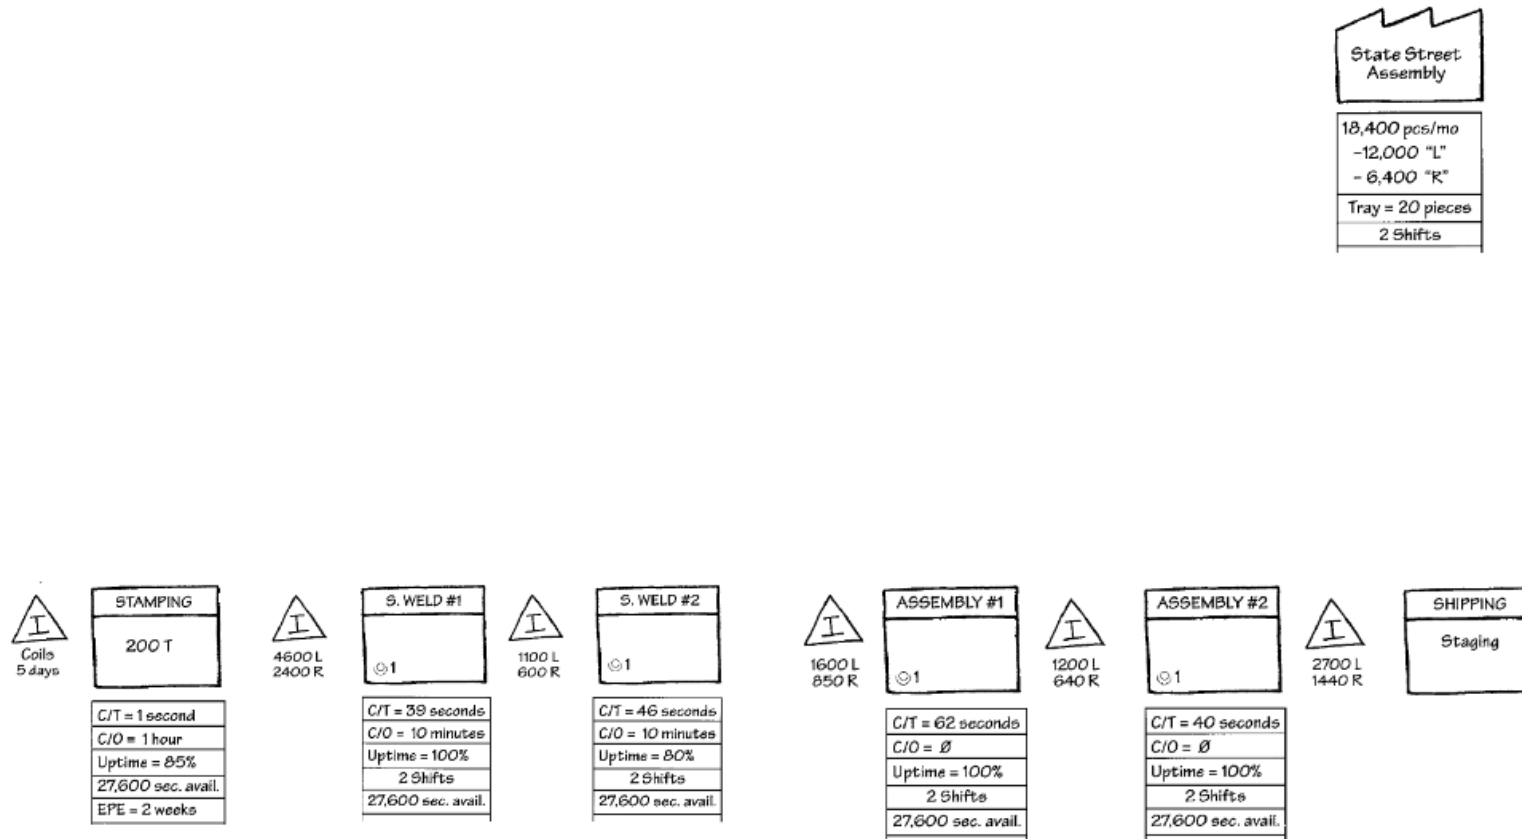 State Street
Assembly
18,400 pcs/mo
-12,000 "L"
- 6,400 "R"
Tray = 20 pieces
2 Shifts
I
Coils
5 days
STAMPING
200 T
C/T = 1 second
C/O = 1 hour
Uptime = 85%
27,600 sec. avail.
EPE = 2 weeks
I
4600 L
2400 R
S. WELD #1
1
C/T = 39 seconds
C/O = 10 minutes
Uptime = 100%
2 Shifts
27,600 sec. avail.
I
1100 L
600 R
S. WELD #2
1
C/T = 46 seconds
C/O = 10 minutes
Uptime = 80%
2 Shifts
27,600 sec. avail.
I
1600 L
850 R
ASSEMBLY #1
1
C/T = 62 seconds
C/O = Ø
Uptime = 100%
2 Shifts
27,600 sec. avail.
I
1200 L
640 R
ASSEMBLY #2
1
C/T = 40 seconds
C/O = Ø
Uptime = 100%
2 Shifts
27,600 sec. avail.
I
2700 L
1440 R
SHIPPING
Staging